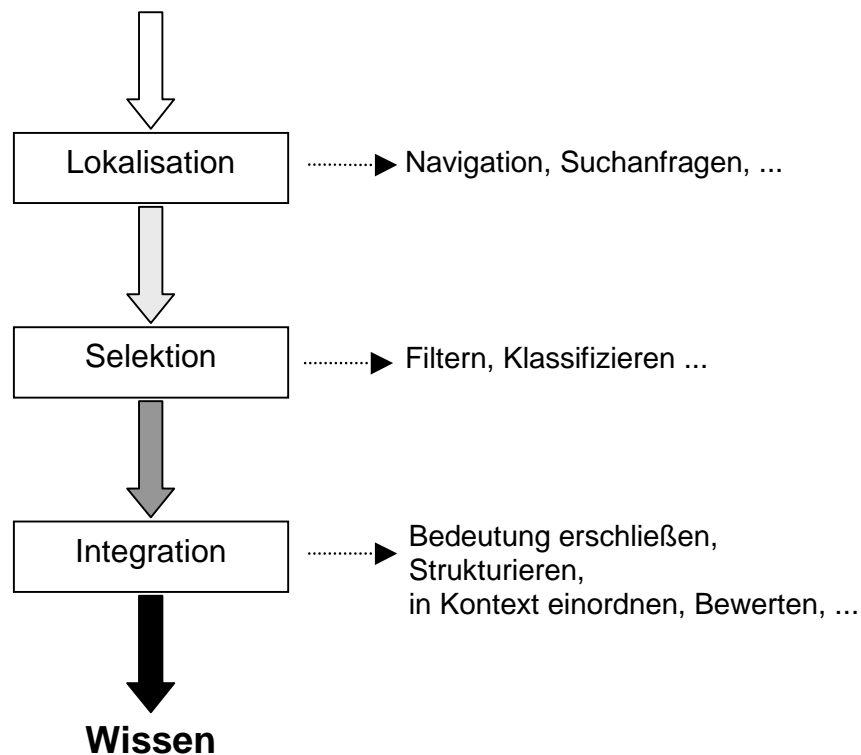 Lokalisation
Navigation, Suchanfragen, ...
Selektion
Filtern, Klassifizieren ...
Integration
Bedeutung erschließen,
Strukturieren,
in Kontext einordnen, Bewerten, ...
Wissen